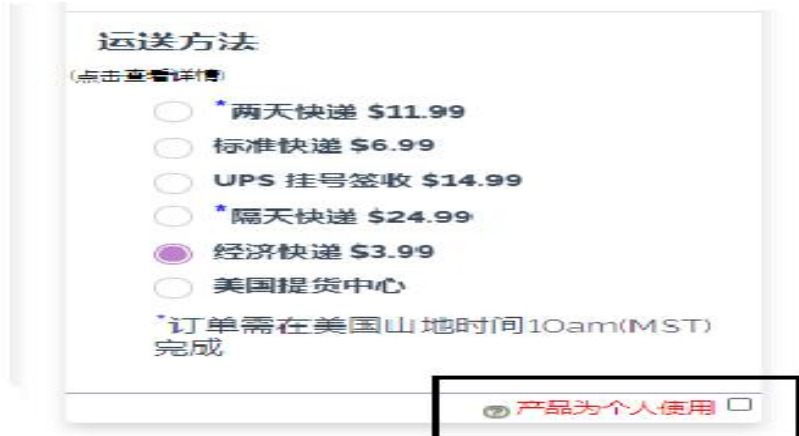 运送方法
(点击查看详情)
*两天快递 $11.99
标准快递 $6.99
UPS 挂号签收 $14.99
*隔天快递 $24.99
经济快递 $3.99
美国提货中心
*订单需在美国山地时间10am(MST)
完成
产品为个人使用